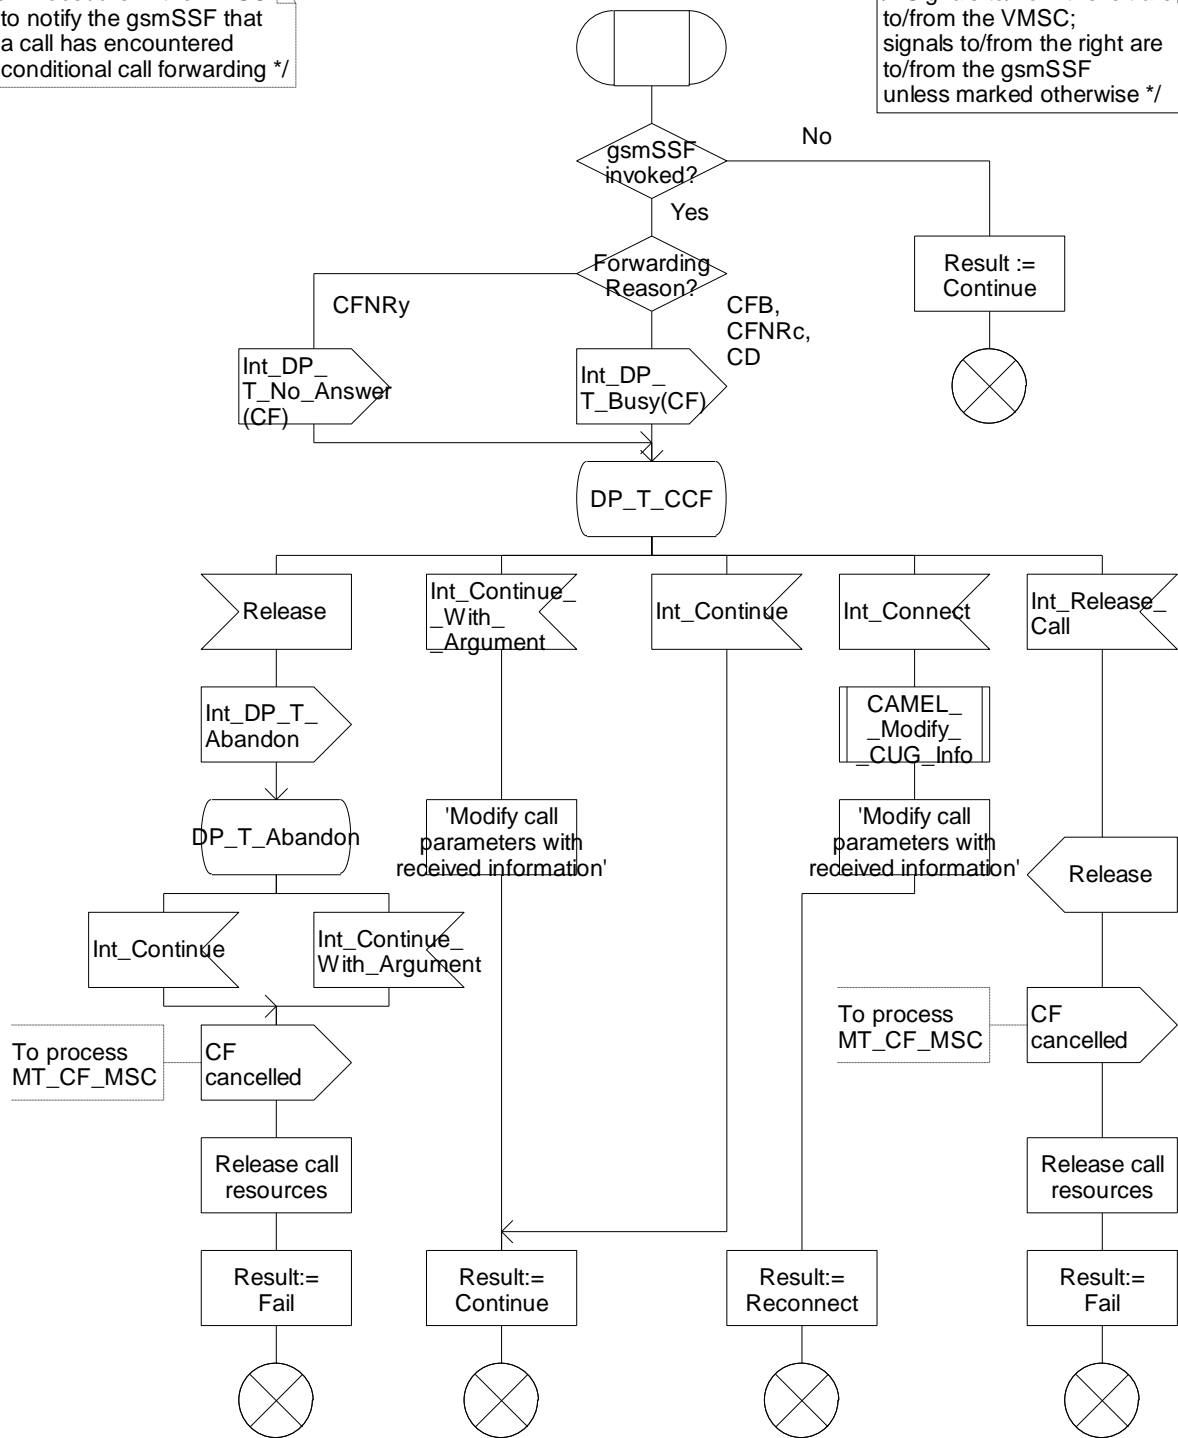 to notify the gsmSSF that
a call has encountered
conditional call forwarding */
to/from the VMSC;
signals to/from the right are
to/from the gsmSSF
unless marked otherwise */
gsmSSF
invoked?
No
Yes
Forwarding
Reason?
Result :=
Continue
CFNRy
CFB,
CFNRc,
CD
Int_DP_
T_No_Answer
(CF)
Int_DP_
T_Busy(CF)
DP_T_CCF
Release
Int_Continue_
_With_
_Argument
Int_Continue
Int_Connect
Int_Release_
Call
Int_DP_T_
Abandon
CAMEL_
_Modify_
_CUG_Info
DP_T_Abandon
'Modify call
parameters with
received information'
'Modify call
parameters with
received information'
Release
Int_Continue
Int_Continue_
With_Argument
To process
MT_CF_MSC
CF
cancelled
To process
MT_CF_MSC
CF
cancelled
Release call
resources
Release call
resources
Result:=
Fail
Result:=
Continue
Result:=
Reconnect
Result:=
Fail